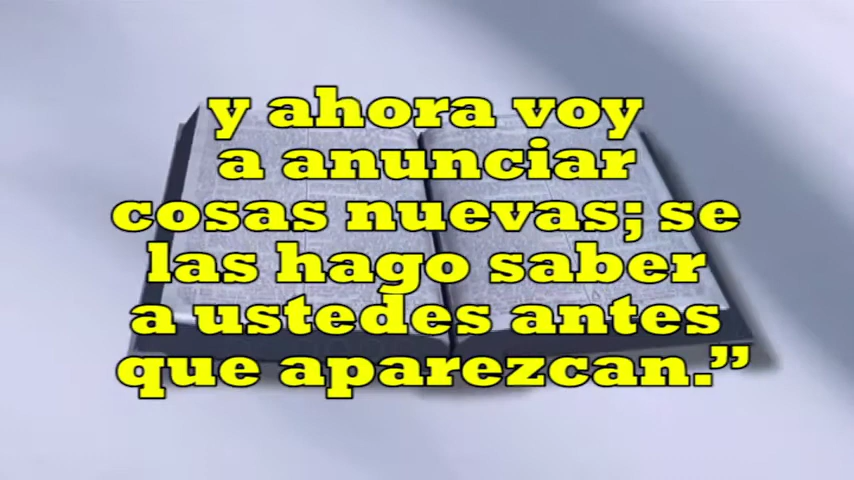 y ahora voy
a anunciar
cosas nuevas; se
las hago saber
a ustedes antes
que aparezcan.”